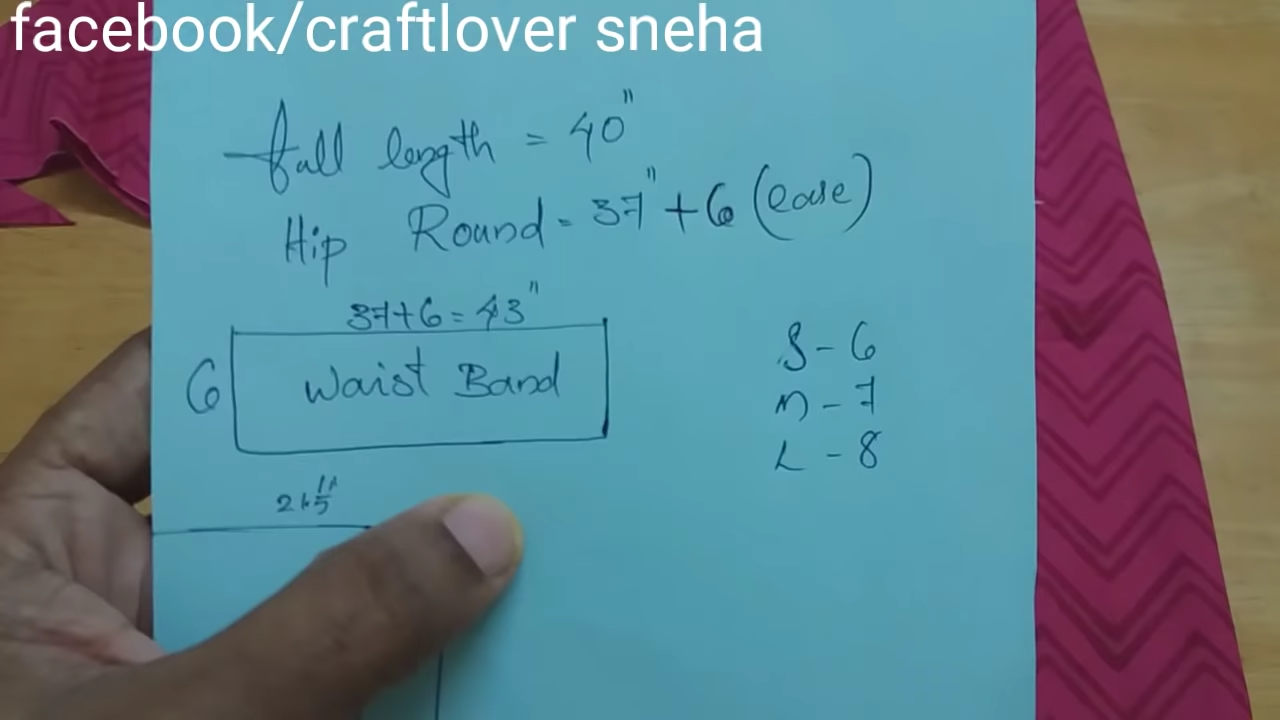 facebook/craftlover sneha
full length = 40"
Hip Round = 37" + 6 (ease)
37+6 = 43"
6
Waist Band
S - 6
M - 7
L - 8
21.5"